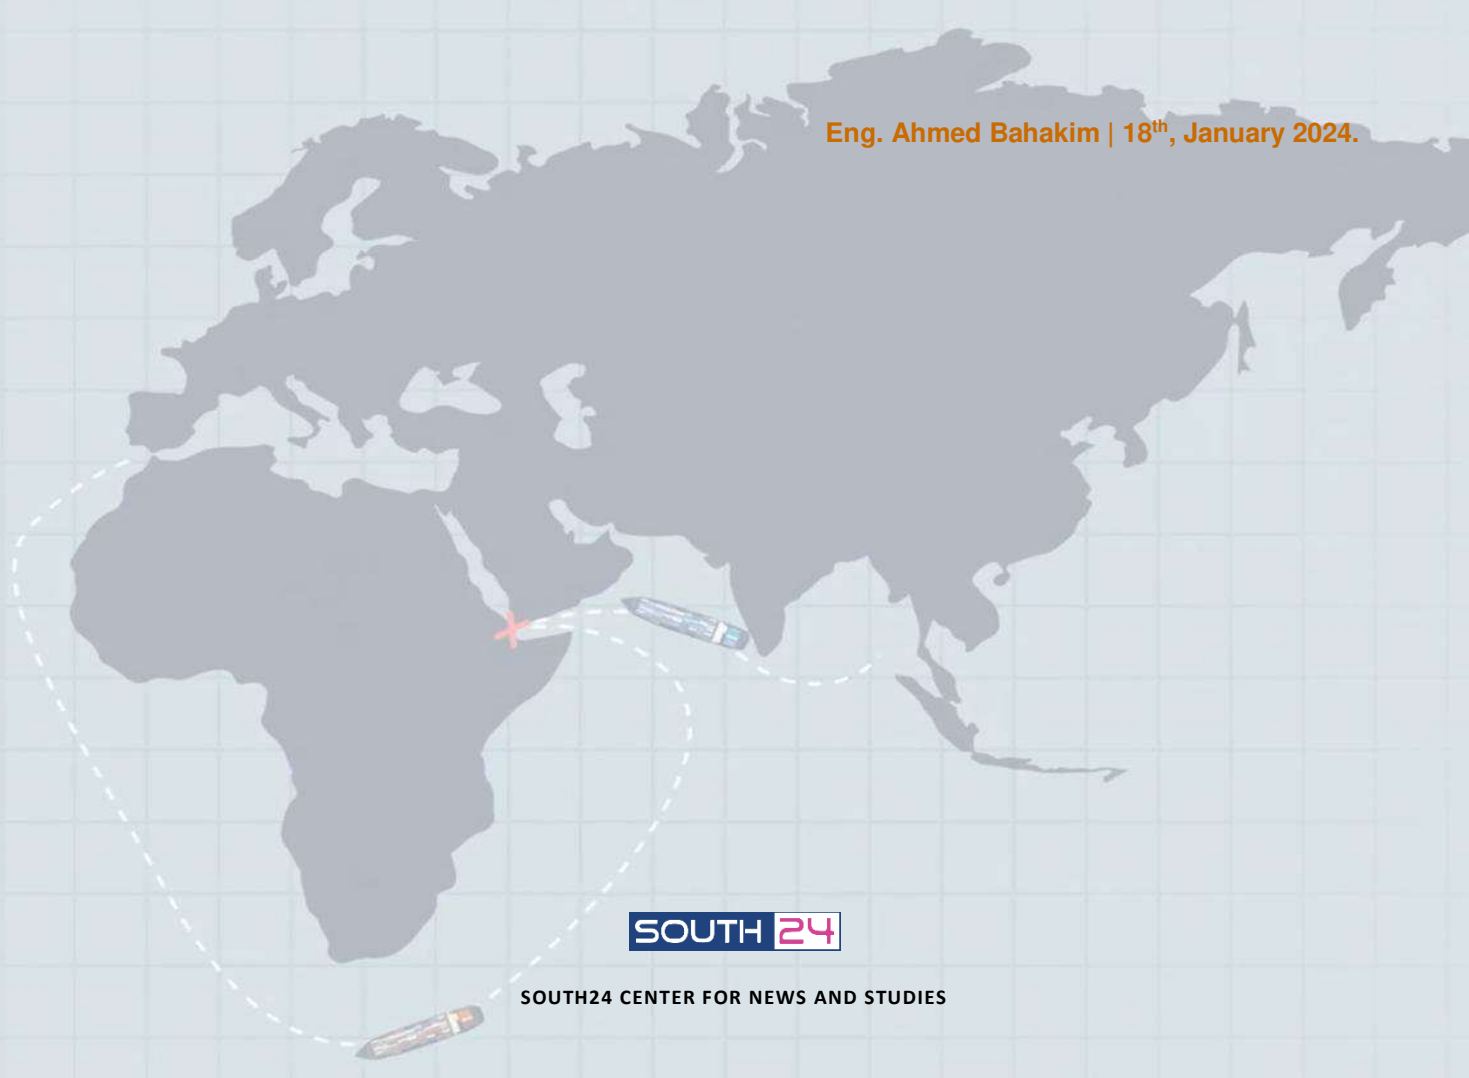 Eng. Ahmed Bahakim | 18th, January 2024.
SOUTH 24
SOUTH24 CENTER FOR NEWS AND STUDIES